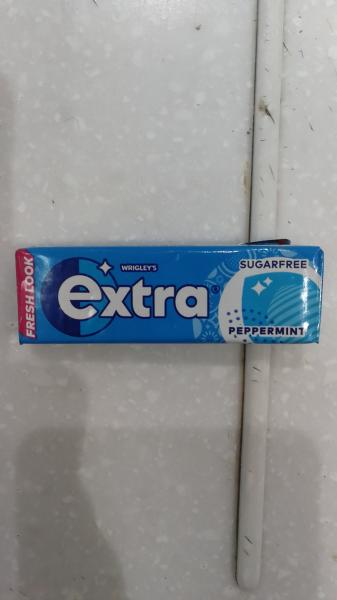 FRESH LOOK
WRIGLEY'S
extra®
SUGARFREE
PEPPERMINT